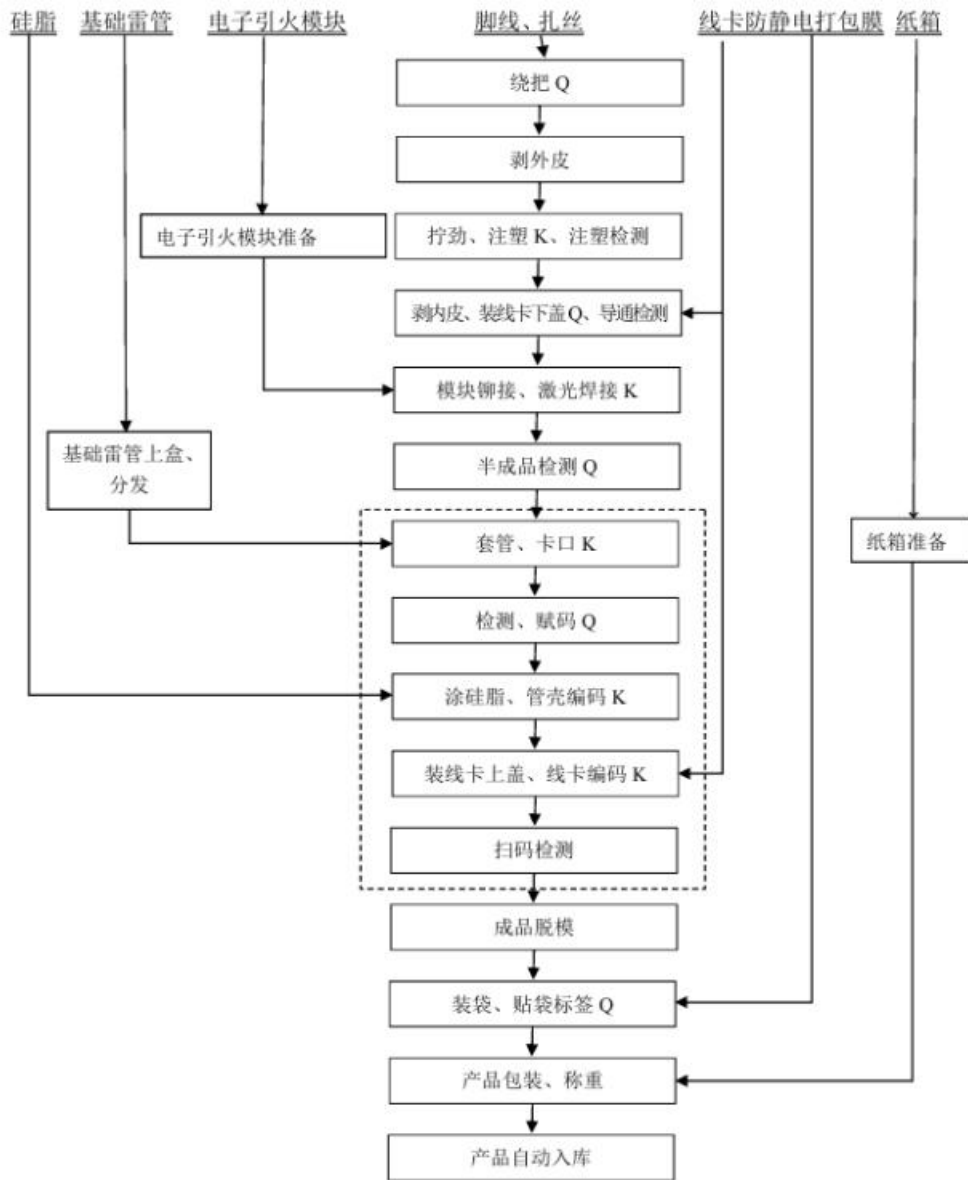 硅脂 基础雷管 电子引火模块 脚线、扎丝 线卡防静电打包膜 纸箱
绕把 Q
剥外皮
电子引火模块准备
拧劲、注塑 K、注塑检测
剥内皮、装线卡下盖 Q、导通检测
模块铆接、激光焊接 K
基础雷管上盒、
分发
半成品检测 Q
套管、卡口 K
纸箱准备
检测、赋码 Q
涂硅脂、管壳编码 K
装线卡上盖、线卡编码 K
扫码检测
成品脱模
装袋、贴袋标签 Q
产品包装、称重
产品自动入库